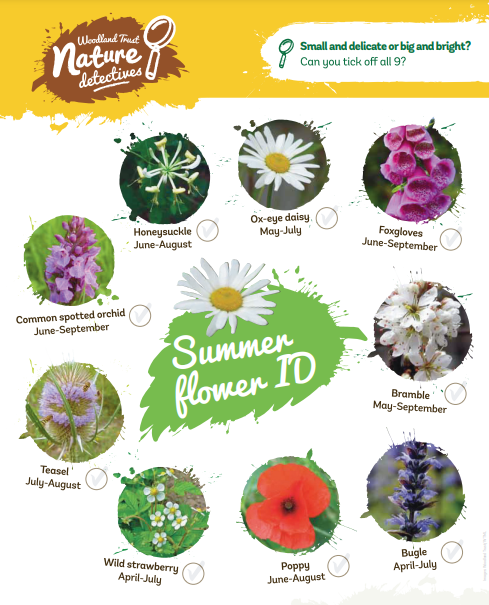 Woodland Trust
Nature
detectives
Small and delicate or big and bright?
Can you tick off all 9?
Honeysuckle
June-August
Ox-eye daisy
May-July
Foxgloves
June-September
Common spotted orchid
June-September
Summer
flower ID
Bramble
May-September
Teasel
July-August
Wild strawberry
April-July
Poppy
June-August
Bugle
April-July